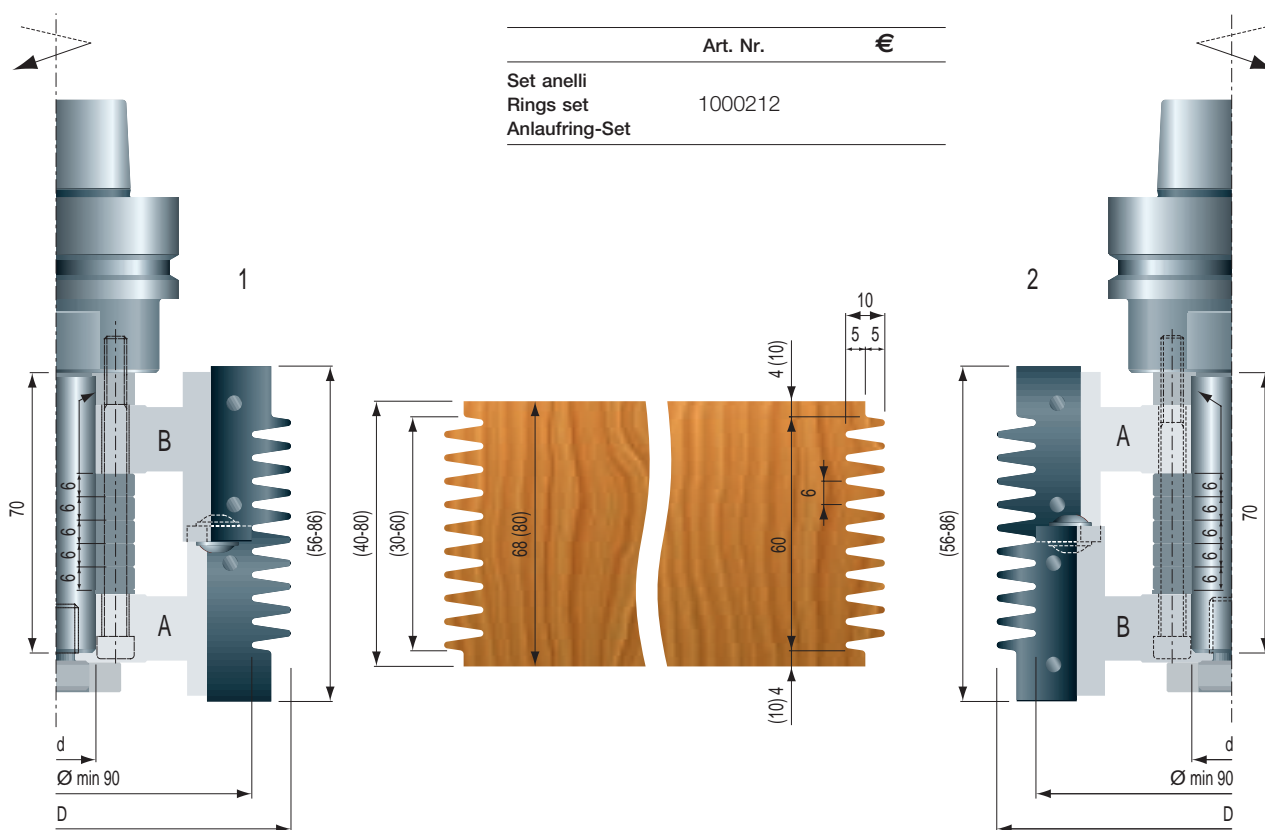 Art. Nr. €
Set anelli
Rings set 1000212
Anlaufring-Set
1
2
10
5 5
4 (10)
B
A
6
6
6
6
6
70
(56-86)
(40-80)
(30-60)
68 (80)
6
60
(10) 4
A
B
6
6
6
6
6
70
(56-86)
d
Ø min 90
D
d
Ø min 90
D